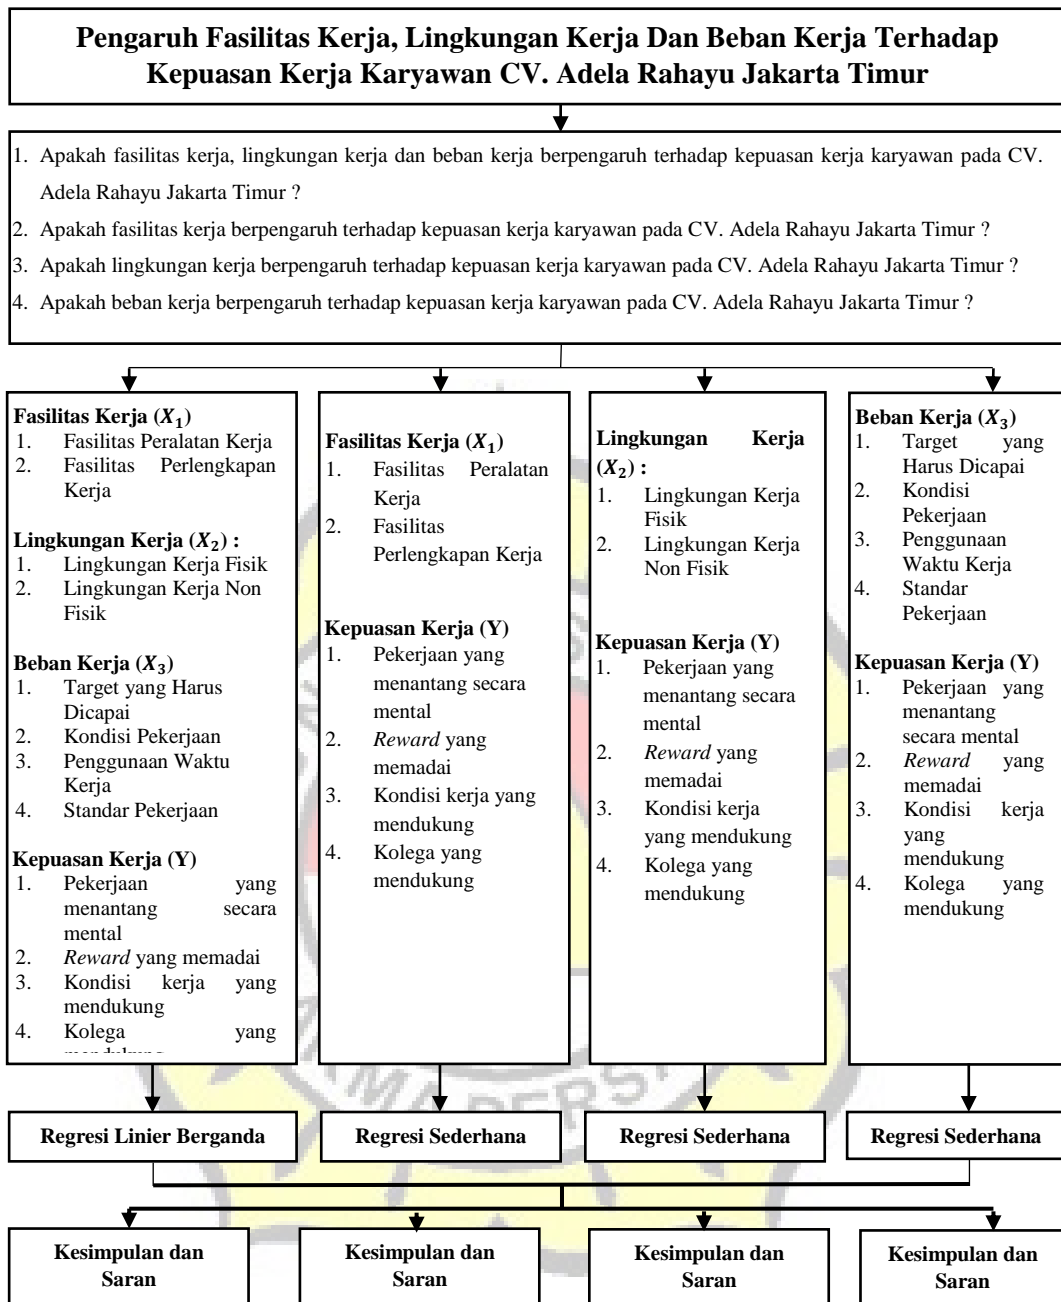 Pengaruh Fasilitas Kerja, Lingkungan Kerja Dan Beban Kerja Terhadap
Kepuasan Kerja Karyawan CV. Adela Rahayu Jakarta Timur
1. Apakah fasilitas kerja, lingkungan kerja dan beban kerja berpengaruh terhadap kepuasan kerja karyawan pada CV.
Adela Rahayu Jakarta Timur ?
2. Apakah fasilitas kerja berpengaruh terhadap kepuasan kerja karyawan pada CV. Adela Rahayu Jakarta Timur ?
3. Apakah lingkungan kerja berpengaruh terhadap kepuasan kerja karyawan pada CV. Adela Rahayu Jakarta Timur ?
4. Apakah beban kerja berpengaruh terhadap kepuasan kerja karyawan pada CV. Adela Rahayu Jakarta Timur ?
Fasilitas Kerja (X₁)
1. Fasilitas Peralatan Kerja
2. Fasilitas Perlengkapan
Kerja
Lingkungan Kerja (X₂) :
1. Lingkungan Kerja Fisik
2. Lingkungan Kerja Non
Fisik
Beban Kerja (X₃)
1. Target yang Harus
Dicapai
2. Kondisi Pekerjaan
3. Penggunaan Waktu
Kerja
4. Standar Pekerjaan
Kepuasan Kerja (Y)
1. Pekerjaan yang
menantang secara
mental
2. Reward yang memadai
3. Kondisi kerja yang
mendukung
4. Kolega yang
Fasilitas Kerja (X₁)
1. Fasilitas Peralatan
Kerja
2. Fasilitas
Perlengkapan Kerja
Kepuasan Kerja (Y)
1. Pekerjaan yang
menantang secara
mental
2. Reward yang
memadai
3. Kondisi kerja yang
mendukung
4. Kolega yang
mendukung
Lingkungan Kerja
(X₂) :
1. Lingkungan Kerja
Fisik
2. Lingkungan Kerja
Non Fisik
Kepuasan Kerja (Y)
1. Pekerjaan yang
menantang secara
mental
2. Reward yang
memadai
3. Kondisi kerja
yang mendukung
4. Kolega yang
mendukung
Beban Kerja (X₃)
1. Target yang
Harus Dicapai
2. Kondisi
Pekerjaan
3. Penggunaan
Waktu Kerja
4. Standar
Pekerjaan
Kepuasan Kerja (Y)
1. Pekerjaan yang
menantang
secara mental
2. Reward yang
memadai
3. Kondisi kerja
yang
mendukung
4. Kolega yang
mendukung
Regresi Linier Berganda
Regresi Sederhana
Regresi Sederhana
Regresi Sederhana
Kesimpulan dan
Saran
Kesimpulan dan
Saran
Kesimpulan dan
Saran
Kesimpulan dan
Saran